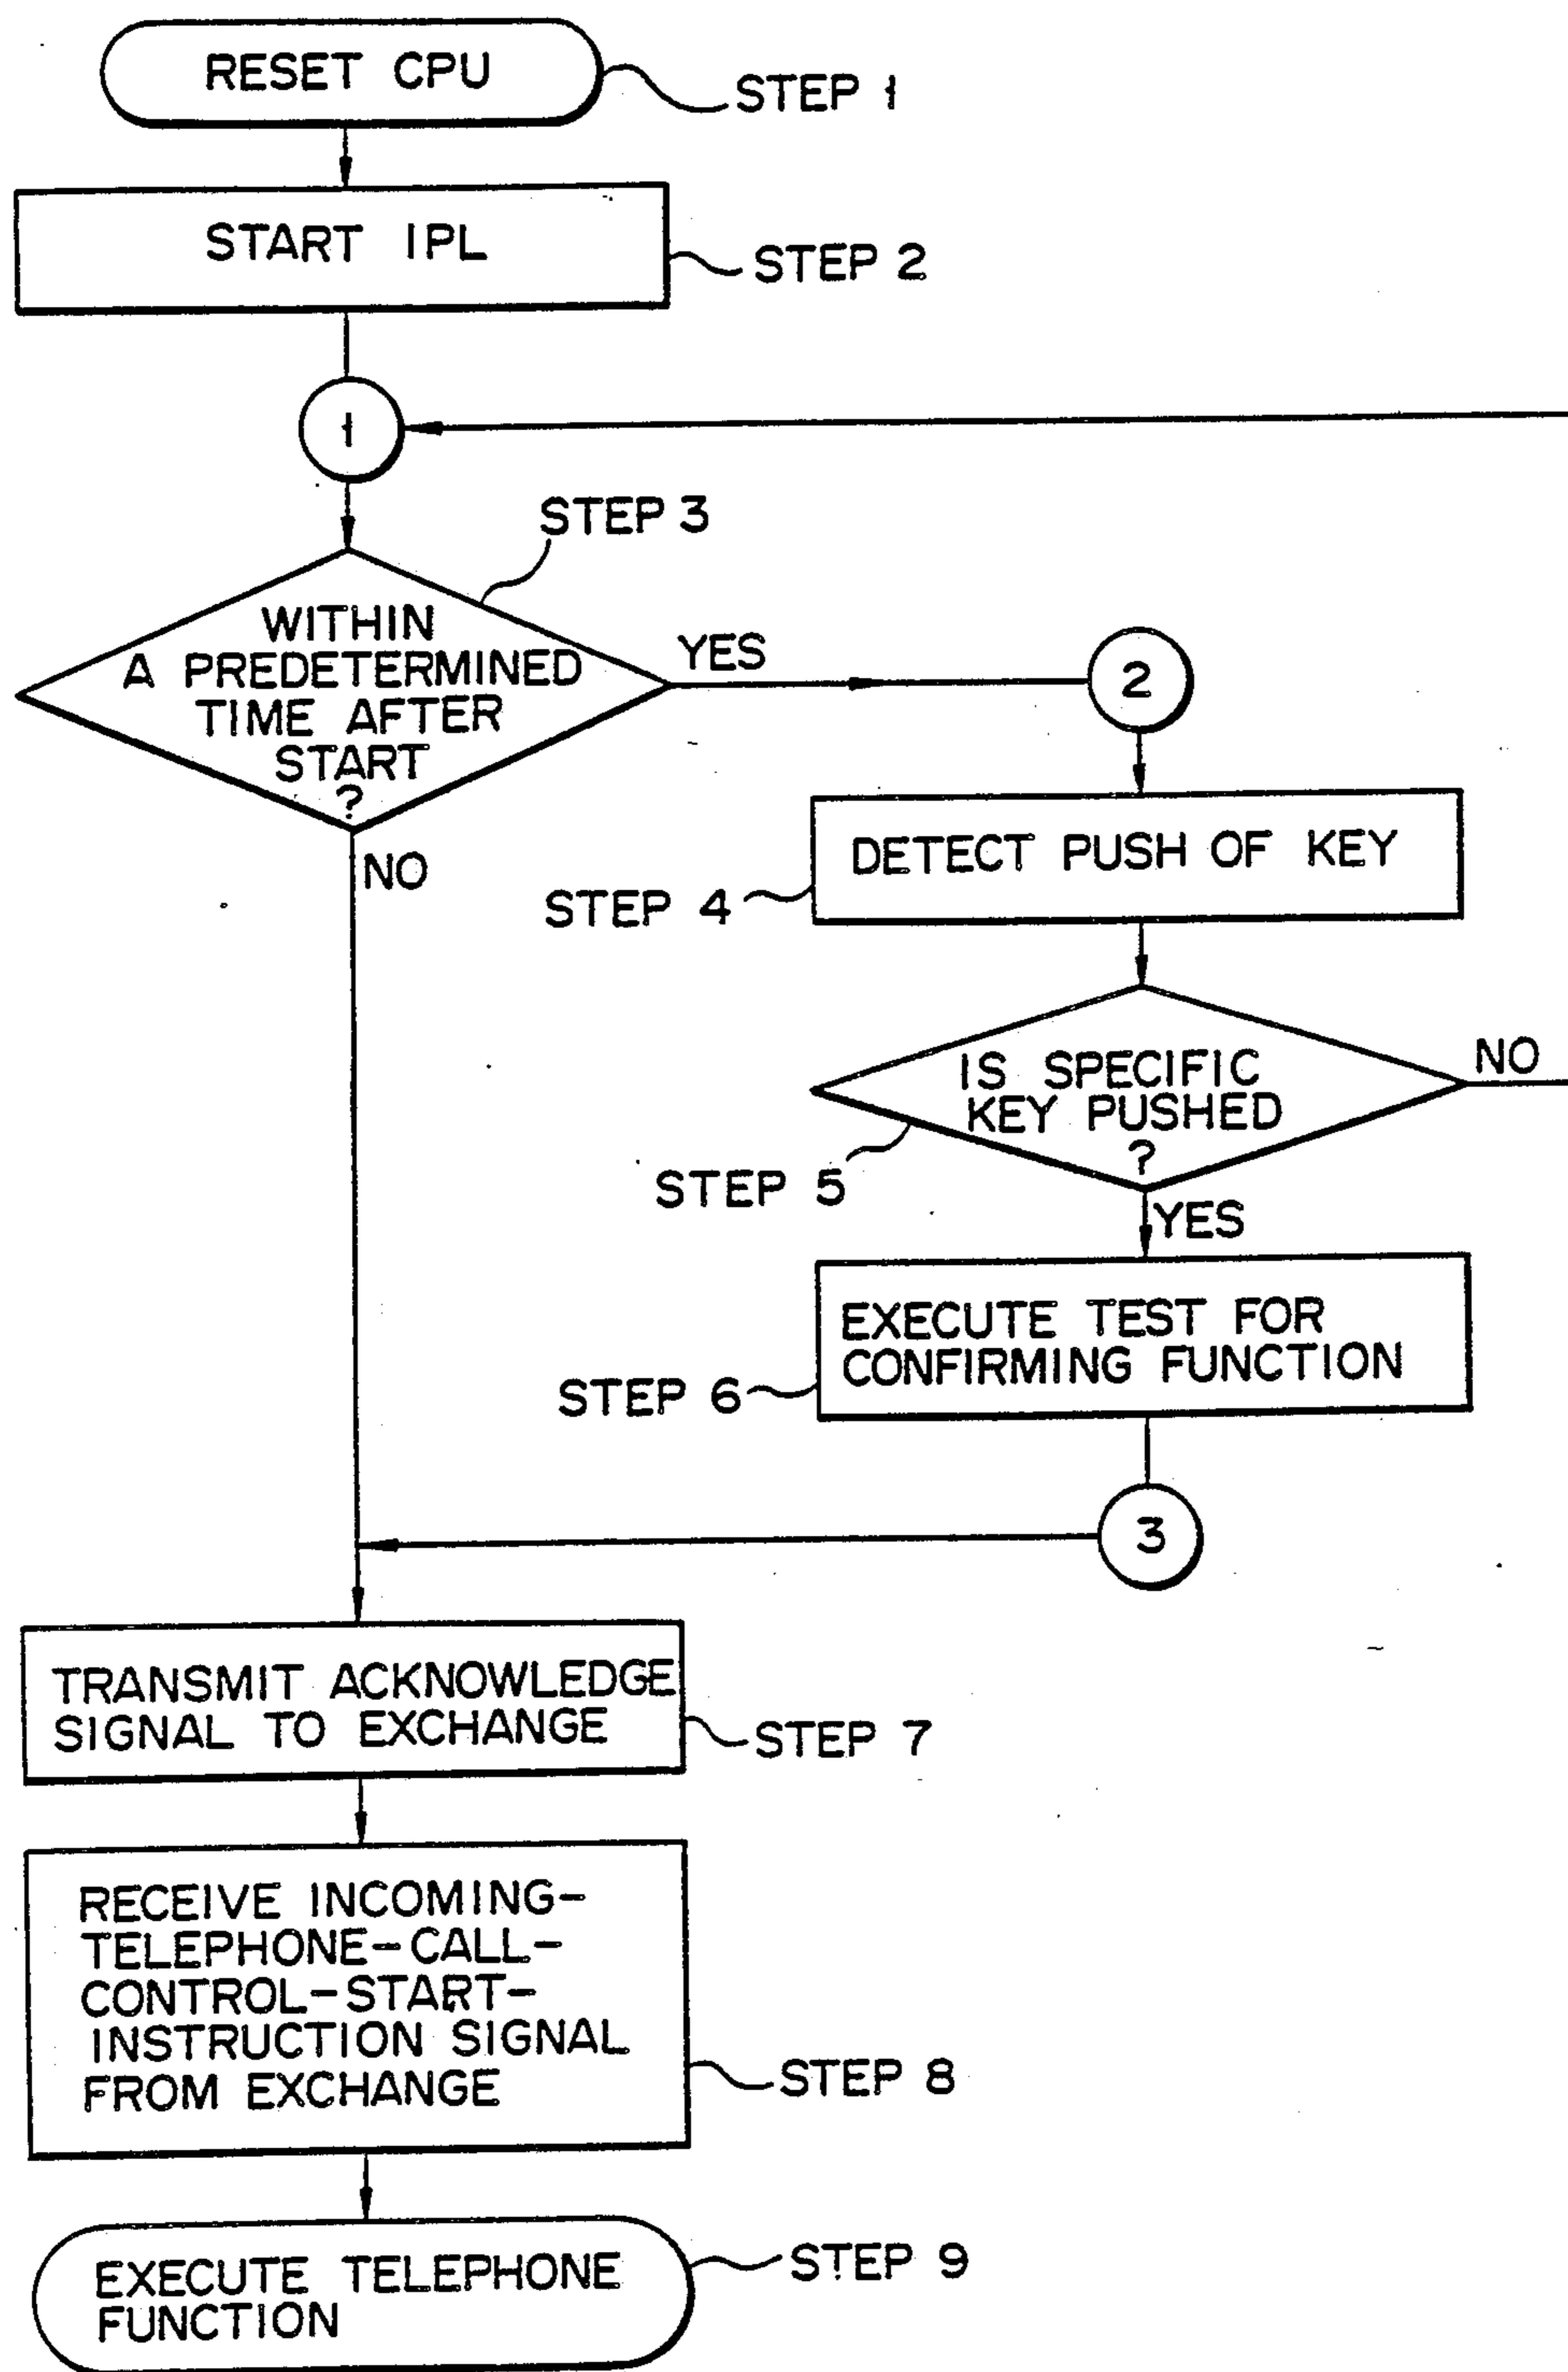 RESET CPU
STEP 1
START IPL
STEP 2
1
STEP 3
WITHIN
A PREDETERMINED
TIME AFTER
START
?
YES
2
NO
DETECT PUSH OF KEY
STEP 4
IS SPECIFIC
KEY PUSHED
?
NO
STEP 5
YES
EXECUTE TEST FOR
CONFIRMING FUNCTION
STEP 6
3
TRANSMIT ACKNOWLEDGE
SIGNAL TO EXCHANGE
STEP 7
RECEIVE INCOMING-
TELEPHONE-CALL-
CONTROL-START-
INSTRUCTION SIGNAL
FROM EXCHANGE
STEP 8
EXECUTE TELEPHONE
FUNCTION
STEP 9